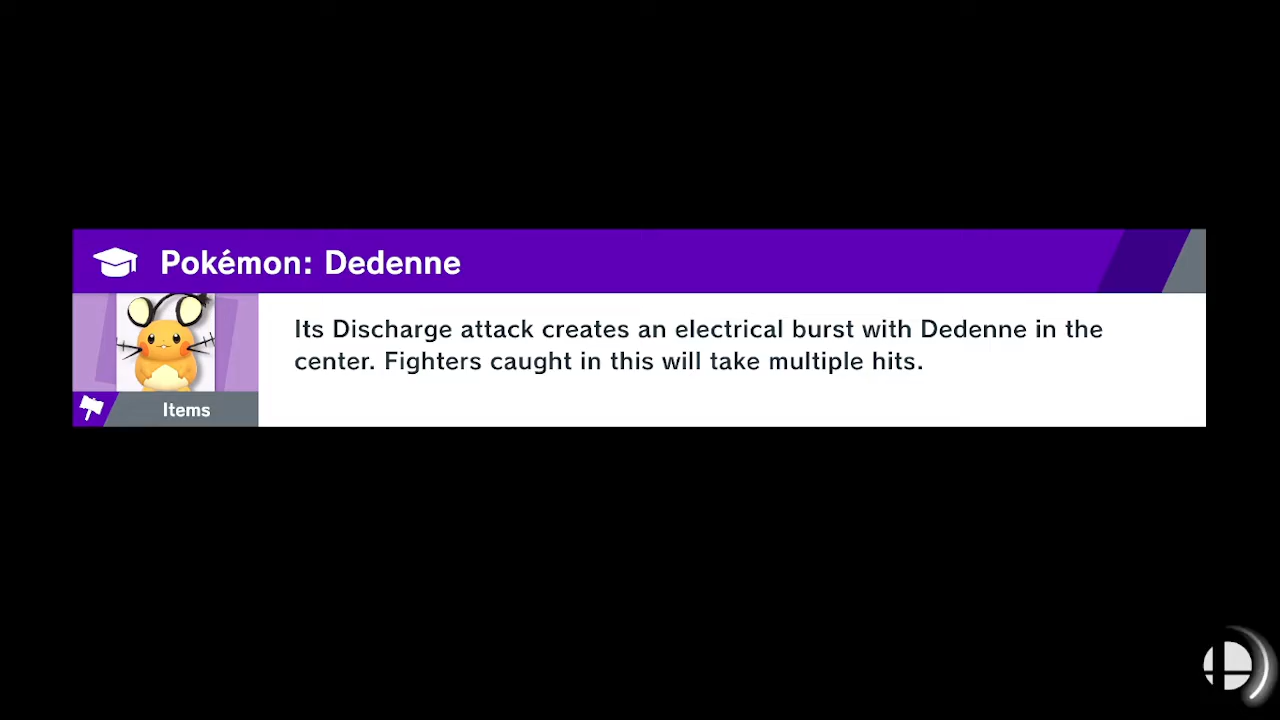 Pokémon: Dedenne
Its Discharge attack creates an electrical burst with Dedenne in the
center. Fighters caught in this will take multiple hits.
Items